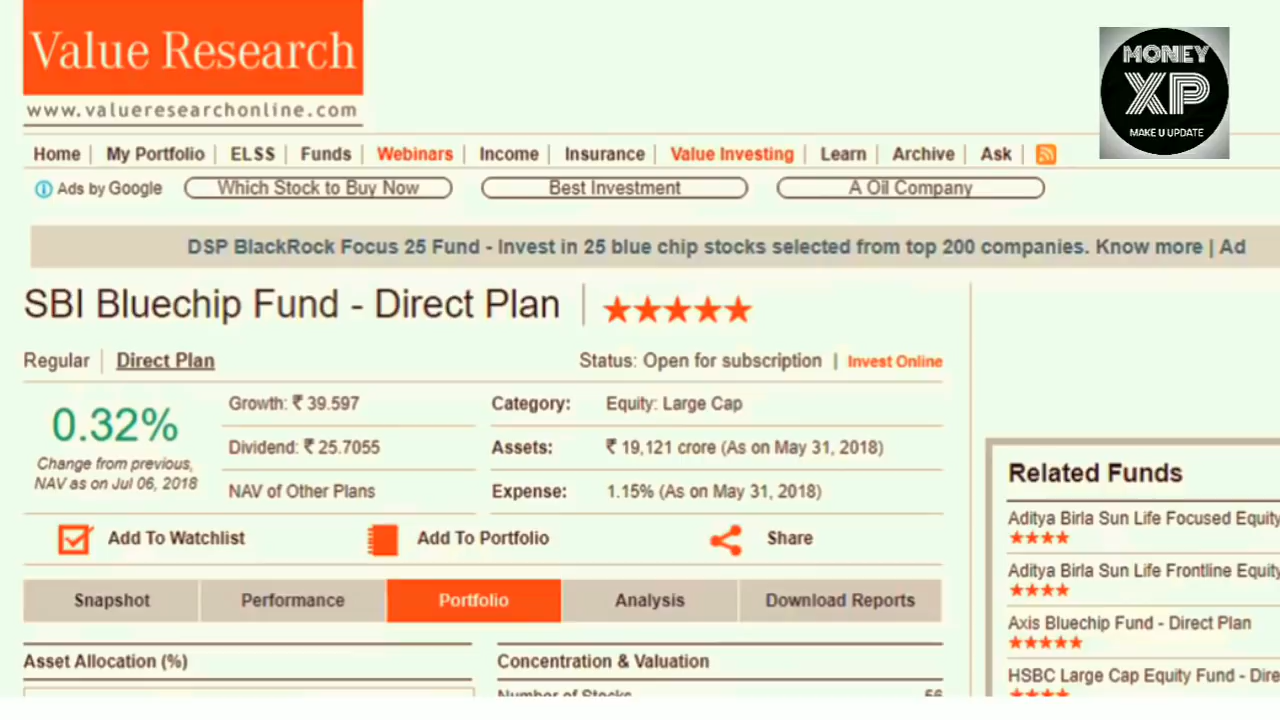 Value Research
www.valueresearchonline.com
MONEY
XP
MAKE U UPDATE
Home | My Portfolio | ELSS | Funds | Webinars | Income | Insurance | Value Investing | Learn | Archive | Ask |
Ads by Google Which Stock to Buy Now Best Investment A Oil Company
DSP BlackRock Focus 25 Fund - Invest in 25 blue chip stocks selected from top 200 companies. Know more | Ad
SBI Bluechip Fund - Direct Plan
Regular | Direct Plan Status: Open for subscription | Invest Online
0.32%
Change from previous,
NAV as on Jul 06, 2018
Growth: ₹ 39.597 Category: Equity: Large Cap
Dividend: ₹ 25.7055 Assets: ₹ 19,121 crore (As on May 31, 2018)
NAV of Other Plans Expense: 1.15% (As on May 31, 2018)
Add To Watchlist Add To Portfolio Share
Snapshot Performance Portfolio Analysis Download Reports
Asset Allocation (%) Concentration & Valuation
Number of Stocks 56
Related Funds
Aditya Birla Sun Life Focused Equity
Aditya Birla Sun Life Frontline Equity
Axis Bluechip Fund - Direct Plan
HSBC Large Cap Equity Fund - Dire